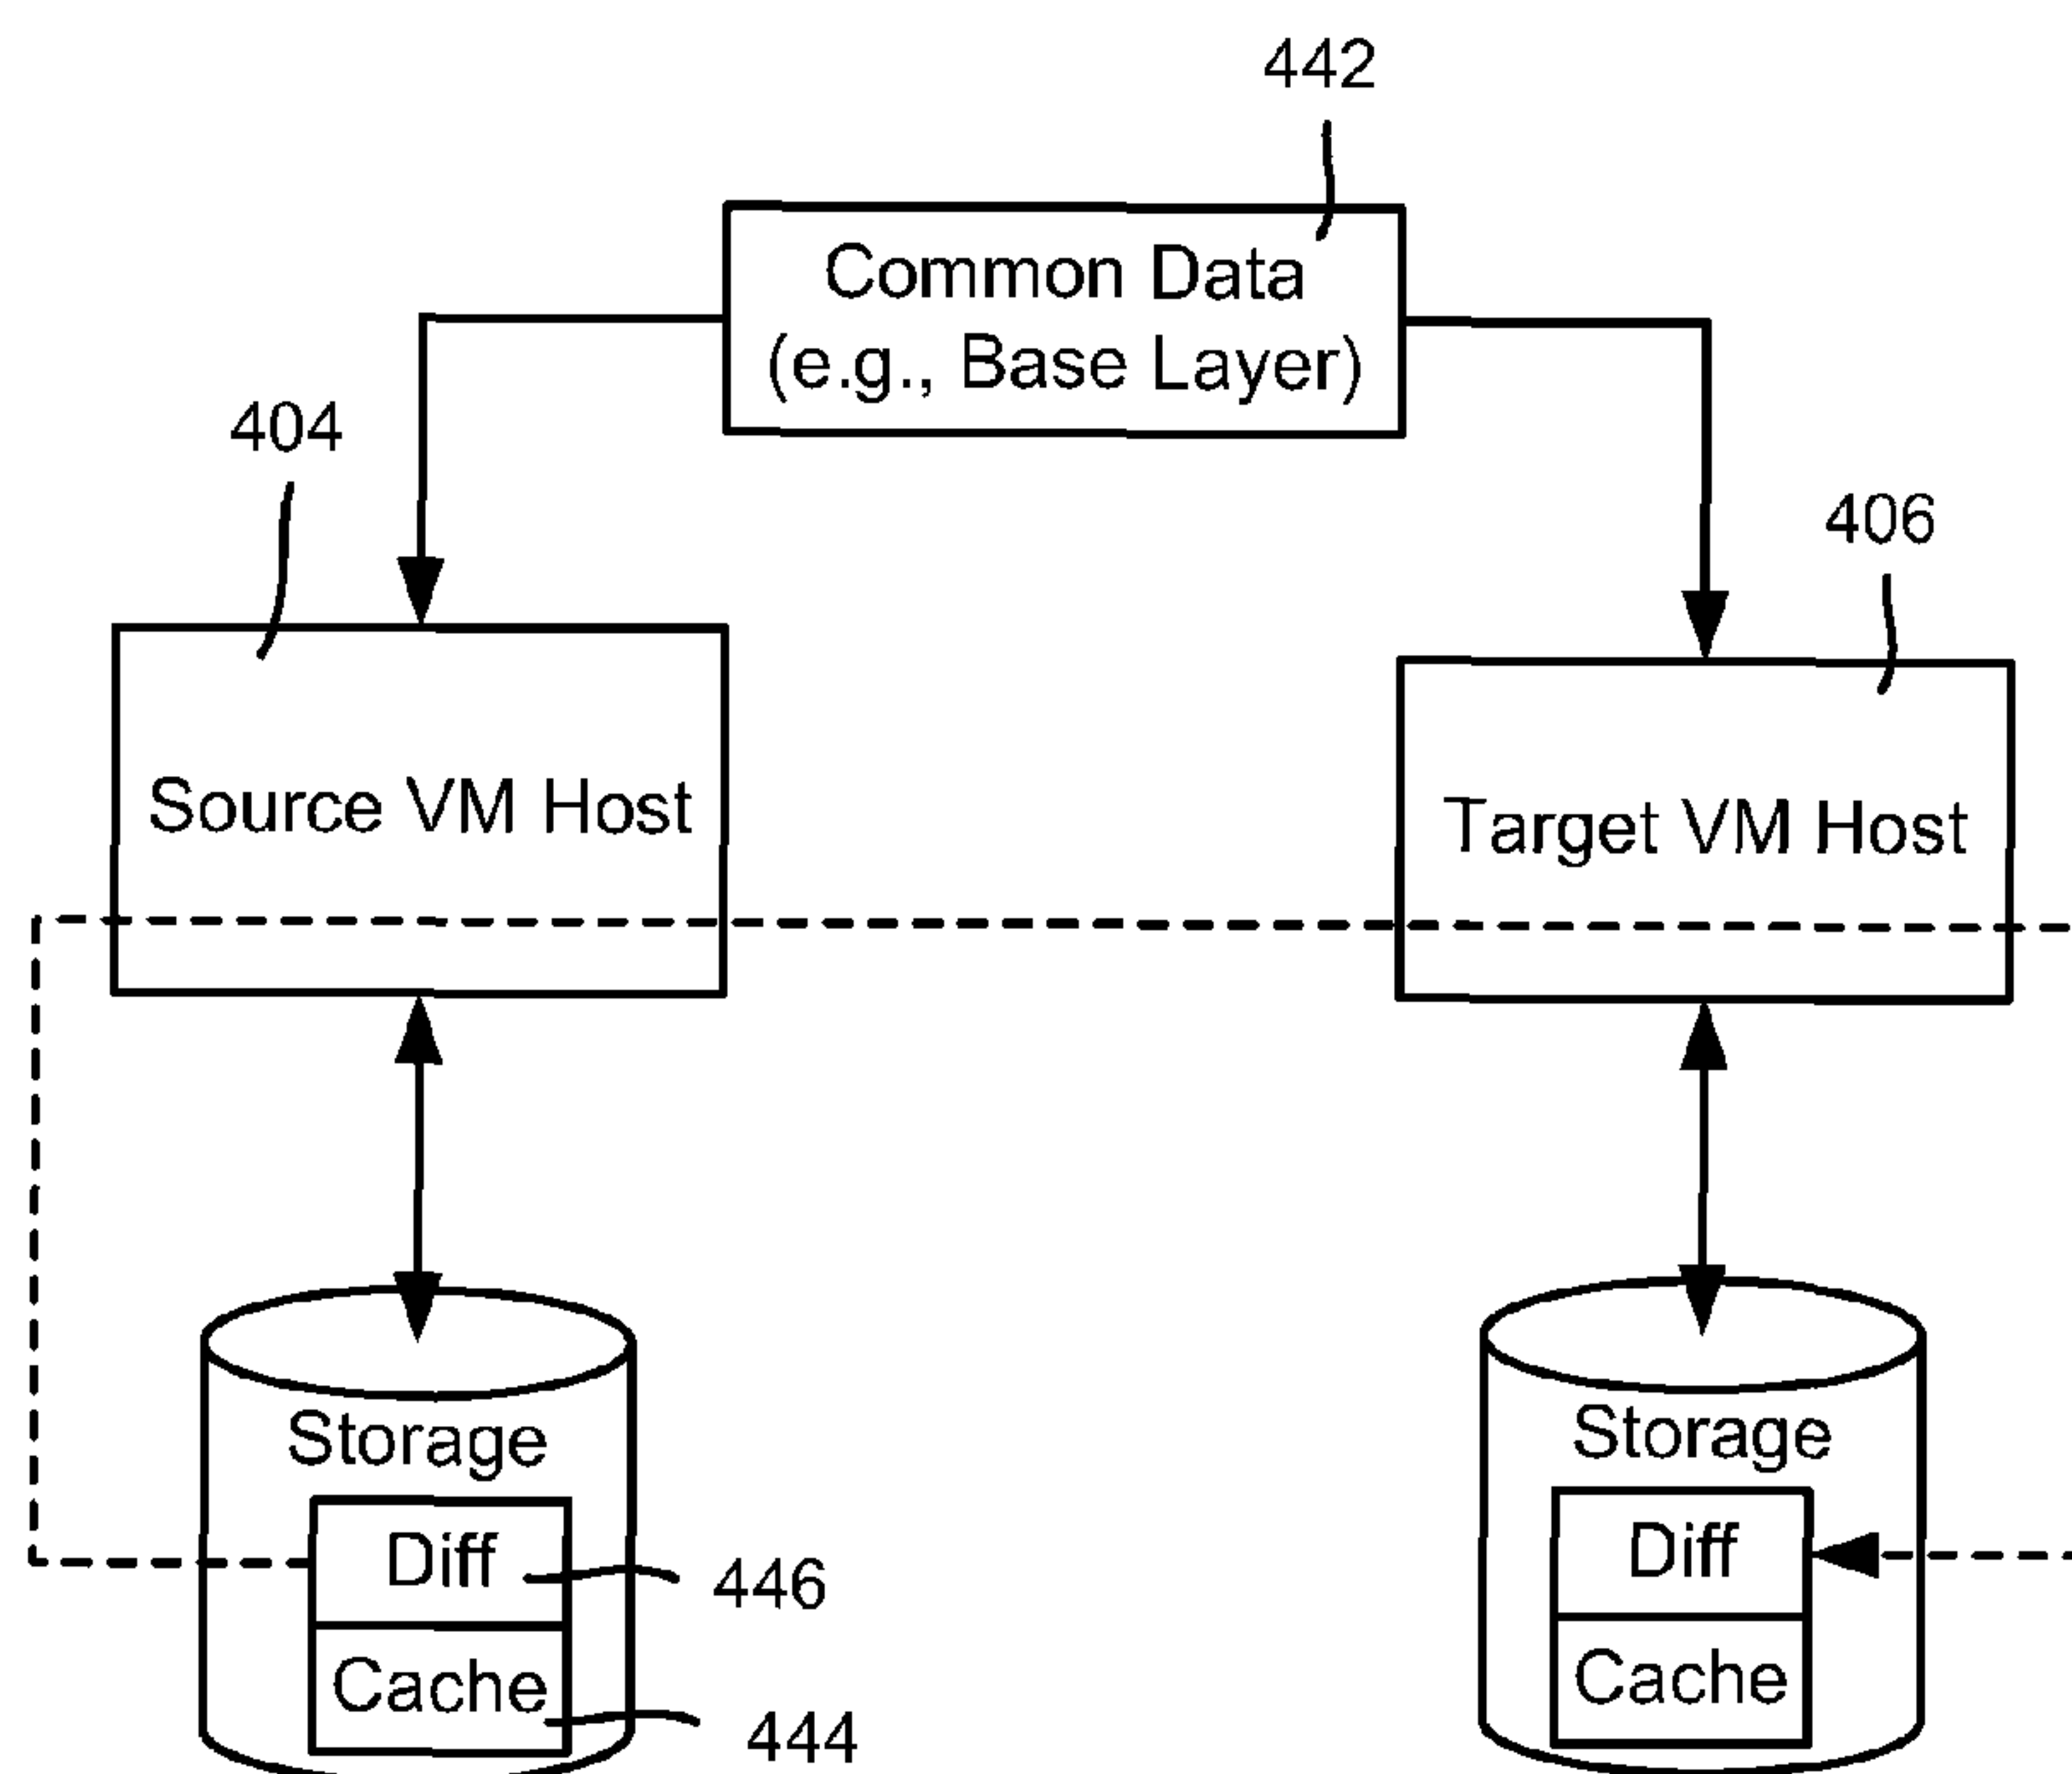 442
Common Data
(e.g., Base Layer)
404
406
Source VM Host
Target VM Host
Storage
Diff
446
Cache
444
Storage
Diff
Cache